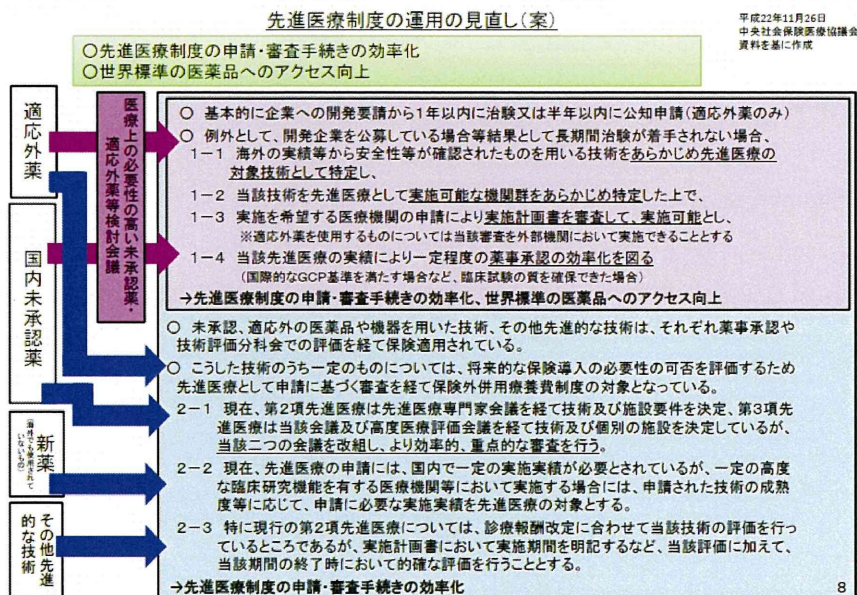 先進医療制度の運用の見直し(案)
平成22年11月26日
中央社会保険医療協議会
資料を基に作成
○先進医療制度の申請・審査手続きの効率化
○世界標準の医薬品へのアクセス向上
適応外薬
国内未承認薬
新薬
(海外でも使用されて
いないもの)
その他先進
的な技術
医療上の必要性の高い未承認薬・
適応外薬等検討会議
○ 基本的に企業への開発要請から1年以内に治験又は半年以内に公知申請(適応外薬のみ)
○ 例外として、開発企業を公募している場合等結果として長期間治験が着手されない場合、
1-1 海外の実績等から安全性等が確認されたものを用いる技術をあらかじめ先進医療の
対象技術として特定し、
1-2 当該技術を先進医療として実施可能な機関群をあらかじめ特定した上で、
1-3 実施を希望する医療機関の申請により実施計画書を審査して、実施可能とし、
※適応外薬を使用するものについては当該審査を外部機関において実施できることとする
1-4 当該先進医療の実績により一定程度の薬事承認の効率化を図る
(国際的なGCP基準を満たす場合など、臨床試験の質を確保できた場合)
→先進医療制度の申請・審査手続きの効率化、世界標準の医薬品へのアクセス向上
○ 未承認、適応外の医薬品や機器を用いた技術、その他先進的な技術は、それぞれ薬事承認や
技術評価分科会での評価を経て保険適用されている。
○ こうした技術のうち一定のものについては、将来的な保険導入の必要性の可否を評価するため
先進医療として申請に基づく審査を経て保険外併用療養費制度の対象となっている。
2-1 現在、第2項先進医療は先進医療専門家会議を経て技術及び施設要件を決定、第3項先
進医療は当該会議及び高度医療評価会議を経て技術及び個別の施設を決定しているが、
当該二つの会議を改組し、より効率的、重点的な審査を行う。
2-2 現在、先進医療の申請には、国内で一定の実施実績が必要とされているが、一定の高度
な臨床研究機能を有する医療機関等において実施する場合には、申請された技術の成熟
度等に応じて、申請に必要な実施実績を先進医療の対象とする。
2-3 特に現行の第2項先進医療については、診療報酬改定に合わせて当該技術の評価を行っ
ているところであるが、実施計画書において実施期間を明記するなど、当該評価に加えて、
当該期間の終了時において的確な評価を行うこととする。
→先進医療制度の申請・審査手続きの効率化
8